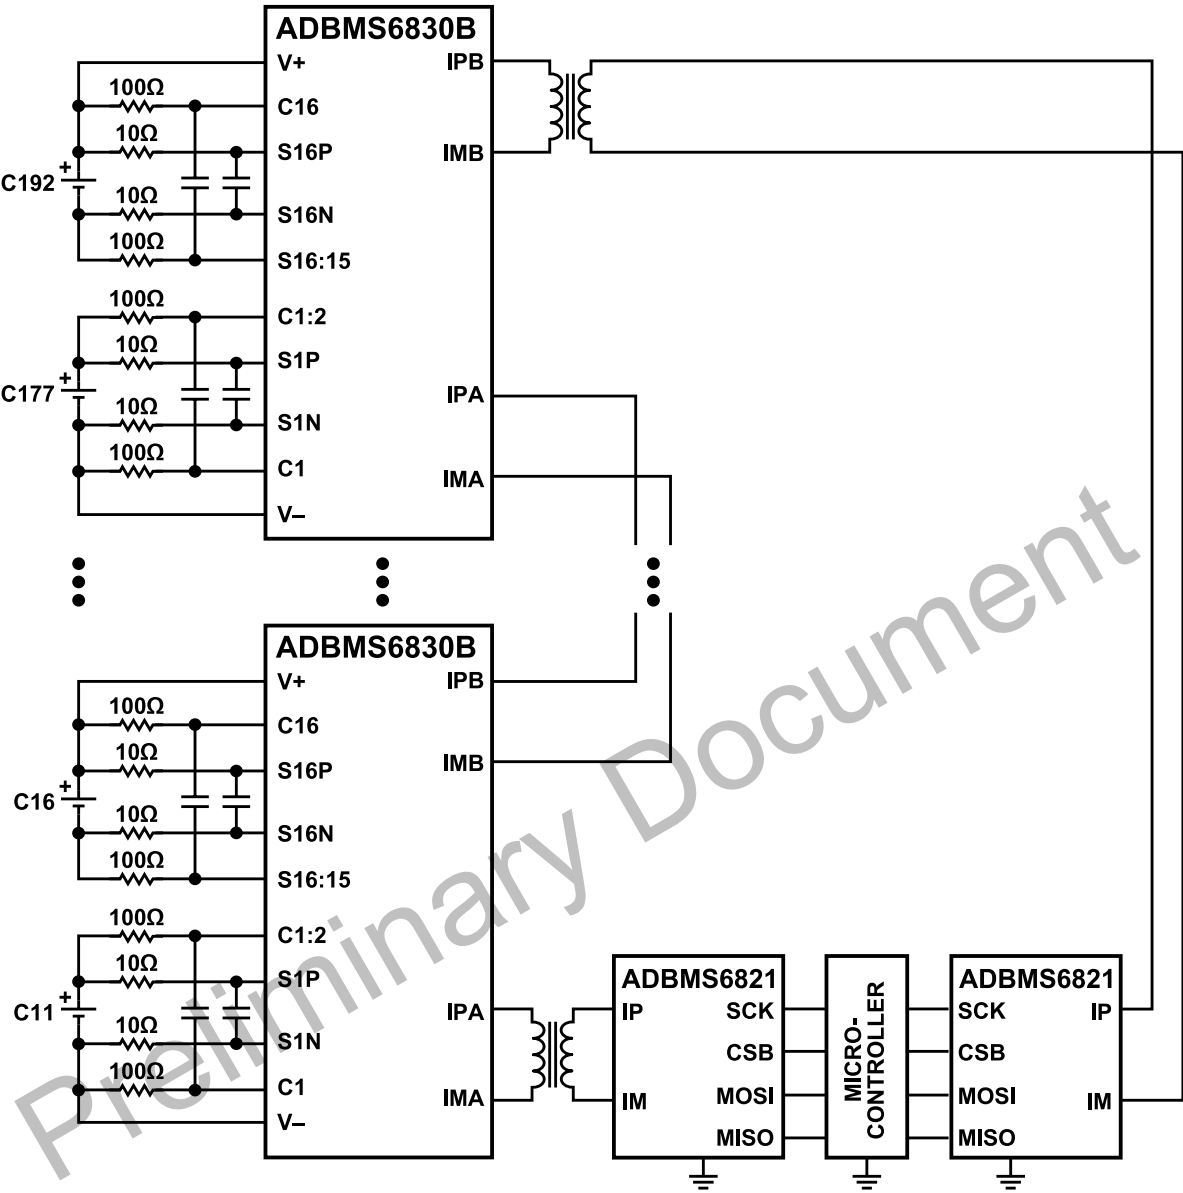 ADBMS6830B
V+
IPB
100Ω
C16
10Ω
S16P
IMB
C192
+
10Ω
S16N
100Ω
S16:15
100Ω
C1:2
10Ω
S1P
C177
+
IPA
10Ω
S1N
100Ω
C1
IMA
V–
ADBMS6830B
V+
IPB
100Ω
C16
10Ω
S16P
IMB
C16
+
10Ω
S16N
100Ω
S16:15
100Ω
C1:2
10Ω
S1P
C11
+
IPA
10Ω
S1N
100Ω
C1
IMA
V–
ADBMS6821
IP
SCK
CSB
IM
MOSI
MISO
MICRO-
CONTROLLER
ADBMS6821
SCK
IP
CSB
MOSI
IM
MISO
Preliminary Document